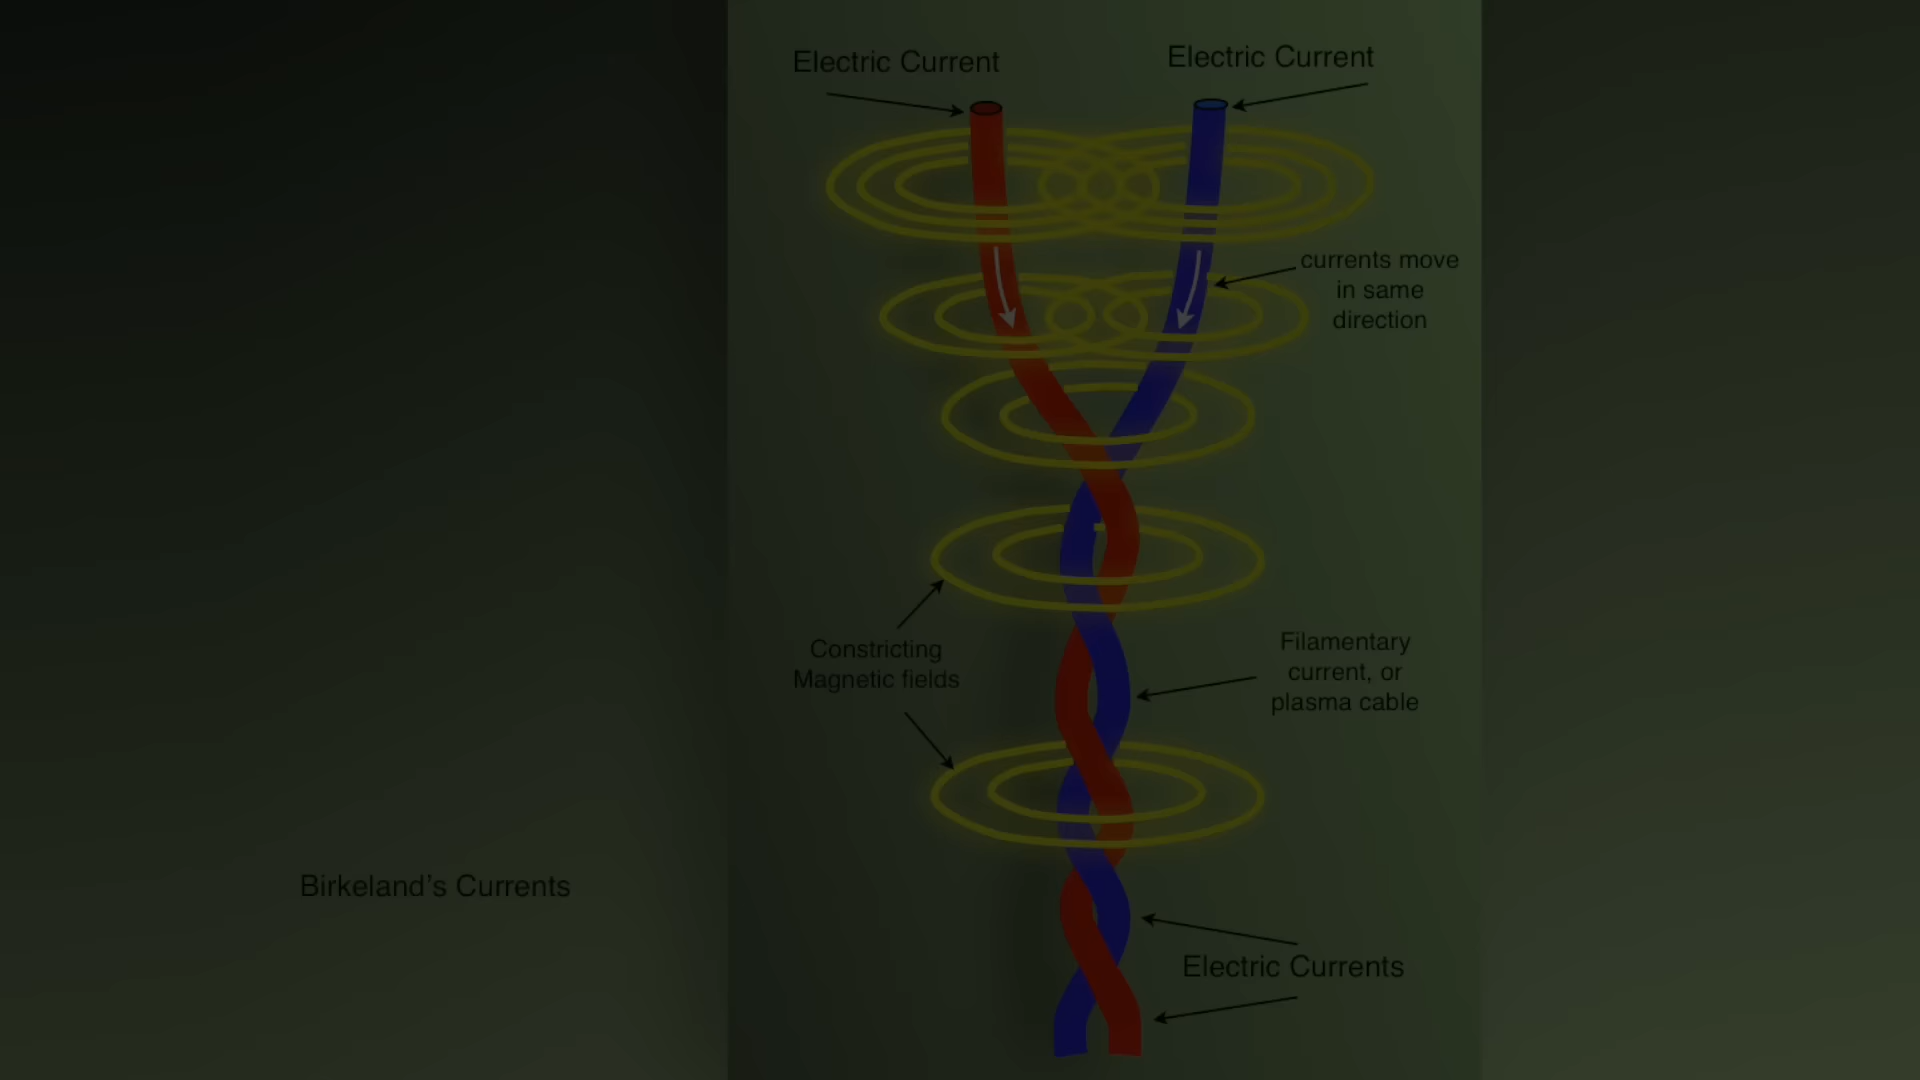 Electric Current
Electric Current
currents move
in same
direction
Constricting
Magnetic fields
Filamentary
current, or
plasma cable
Birkeland’s Currents
Electric Currents